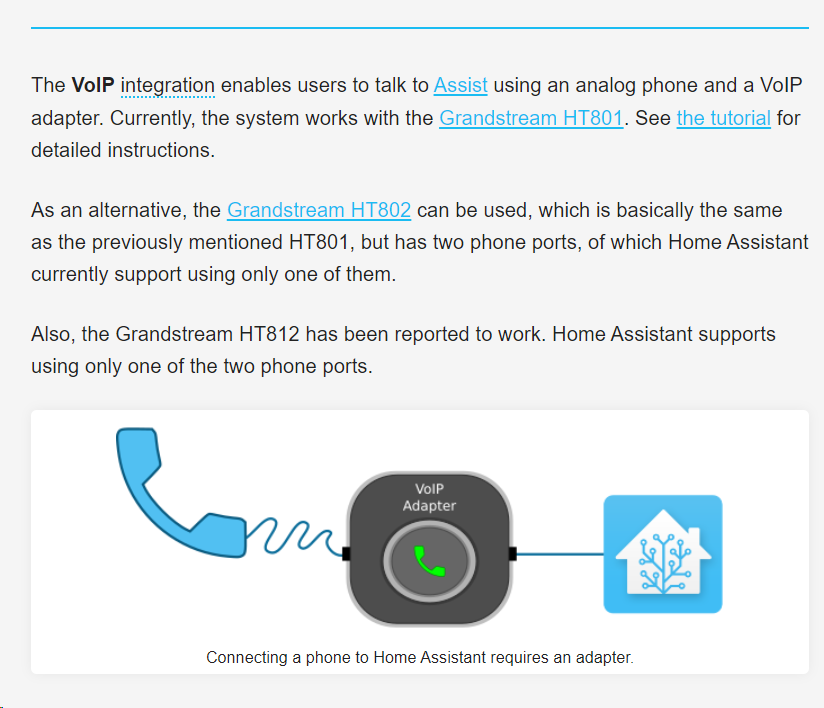 The VoIP integration enables users to talk to Assist using an analog phone and a VoIP
adapter. Currently, the system works with the Grandstream HT801. See the tutorial for
detailed instructions.
As an alternative, the Grandstream HT802 can be used, which is basically the same
as the previously mentioned HT801, but has two phone ports, of which Home Assistant
currently support using only one of them.
Also, the Grandstream HT812 has been reported to work. Home Assistant supports
using only one of the two phone ports.
VoIP
Adapter
Connecting a phone to Home Assistant requires an adapter.